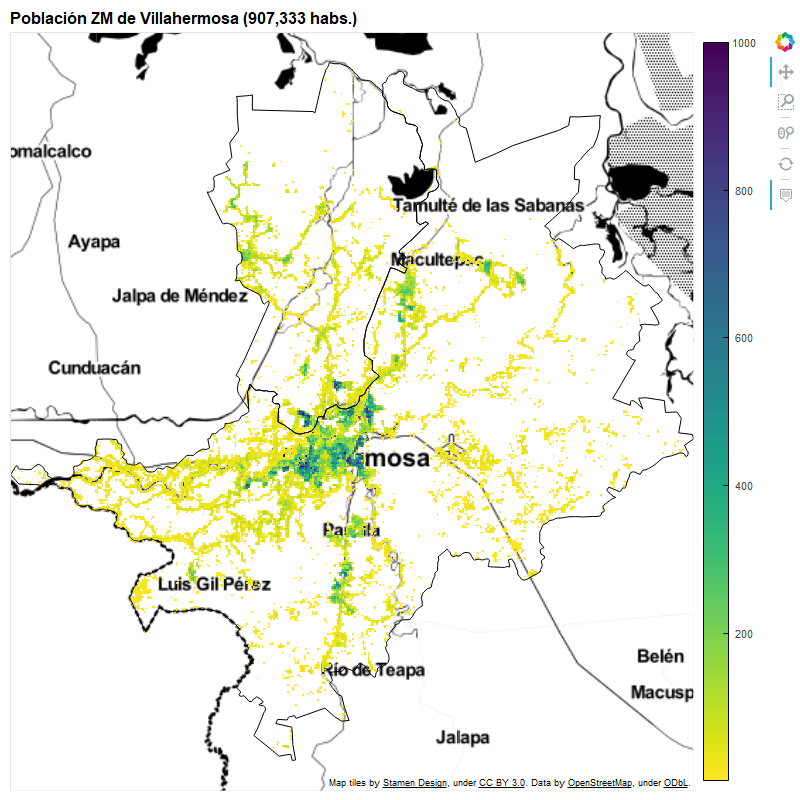 Población ZM de Villahermosa (907,333 habs.)
1000
omalcalco
800
Tamulté de las Sabanas
Ayapa
Macultepec
Jalpa de Méndez
600
Cunduacán
mosa
400
Parrilla
Luis Gil Pérez
200
Belén
Río de Teapa
Macusp
Jalapa
Map tiles by Stamen Design, under CC BY 3.0. Data by OpenStreetMap, under ODbL.